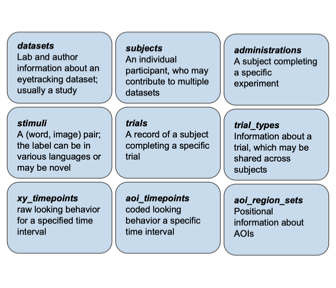 datasets
Lab and author
information about an
eyetracking dataset;
usually a study
subjects
An individual
participant, who may
contribute to multiple
datasets
administrations
A subject completing
a specific
experiment
stimuli
A (word, image) pair;
the label can be in
various languages or
may be novel
trials
A record of a subject
completing a specific
trial
trial_types
Information about a
trial, which may be
shared across
subjects
xy_timepoints
raw looking behavior
for a specified time
interval
aoi_timepoints
coded looking
behavior a specific
time interval
aoi_region_sets
Positional
information about
AOIs